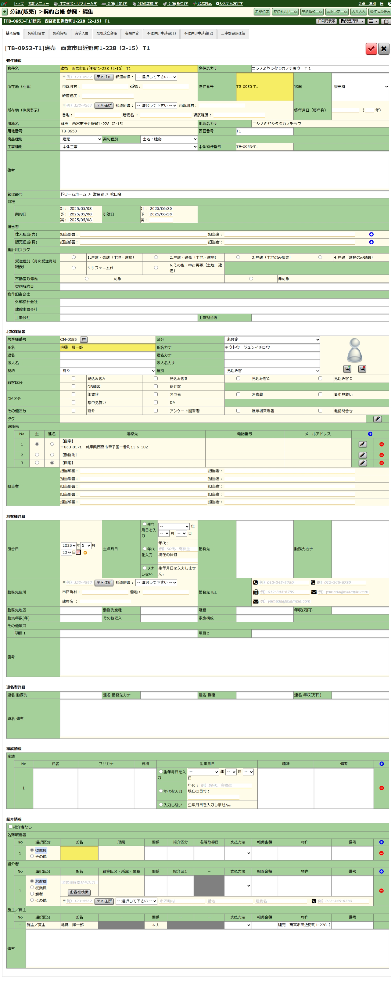 DX トップ 機能メニュー 注文住宅・リフォーム▼ 分譲(土地)▼ 分譲(建物)▼ 分譲(販売)▼ 現場Plus システム設定▼ 金森 満和
分譲(販売) > 契約台帳 参照・編集 新規作成 契約打合せ一覧 契約価格一覧 回収予定一覧 入金入力 操作履歴検索
[TB-0953-T1]建売 西宮市田近野町1-228（2-15） T1 印刷用表示 関連情報
基本情報 契約打合せ 契約情報 請求入金 取引成立台帳 書類保管 本社押印申請書(1) 本社押印申請書(2) 工事別書類保管
[TB-0953-T1]建売 西宮市田近野町1-228（2-15） T1
物件情報
物件名 建売 西宮市田近野町1-228（2-15） T1 物件名カナ ニシノミヤシタジカノチョウ Ｔ１
所在地（地番） 〒 例）123-4567 〒▶住所 都道府県： -- 選択して下さい --
市区町村： 番地：
緯度経度：
物件番号 TB-0953-T1 状況 販売済
所在地（住居表示） 〒 例）123-4567 〒▶住所 都道府県： -- 選択して下さい -- 市区町村：
番地： 建物名： 緯度経度：
築年月日（築年数） （ 年）
用地名 建売 西宮市田近野町1-228（2-15） 用地名カナ ニシノミヤシタジカノチョウ
用地番号 TB-0953 区画番号 T1
商品種別 建売 契約種別 土地・建物
工事種別 本体工事 本体物件番号 TB-0953-T1
備考
管理部門 ドリームホーム ＞ 営業部 ＞ 吹田店
日程
契約日 計： 2025/05/08 引渡日 計： 2025/06/30
予： 2025/05/08 予： 2025/06/30
実： 2025/05/08 実：
担当者
仕入担当(売) 担当部署： 担当者：
販売担当(買) 担当部署： 担当者：
集計用フラグ
受注種別（月次受注高明細表） 1.戸建・売建（土地・建物） 2.戸建・建売（土地・建物） 3.戸建（土地のみ販売） 4.戸建（建物のみ請負）
5.リフォーム代 6.その他・中古再販（土地・建物）
不動産取得税 対象 非対象
契約解約日
物件担当会社
外部設計会社
建確申請会社
工事会社 工事担当者
お客様情報
お客様番号 CM-0585 区分 未設定
氏名 毛藤 順一郎 氏名カナ モウトウ ジュンイチロウ
連名 連名カナ
法人名 法人名カナ
契約 有り 種別 見込み客
顧客区分 見込み客A 見込み客B 見込み客C 見込み客D
OB顧客 紹介客
DM区分 年賀状 お中元 お歳暮 暑中見舞い
寒中見舞い DM
その他区分 紹介 アンケート回答者 展示場来場者 電話問合せ
タグ
連絡先
No 主 連名 連絡先 電話番号 メールアドレス
1 【自宅】
〒663-8171 兵庫県西宮市甲子園一番町11-5-102
2 【勤務先】
3 【自宅】
担当者 担当部署： 担当者：
担当部署： 担当者：
担当部署： 担当者：
担当部署： 担当者：
担当部署： 担当者：
お客様詳細
引合日 2025 年 5 月
22 日
生年月日 生年月日を入力 -- 年
-- 月 -- 日
年代を入力 年代：
例）50代、高校生
現在の日付：
入力しない 生年月日を入力しません。
勤務先 勤務先カナ
勤務先住所 〒 例）123-4567 〒▶住所 都道府県： -- 選択して下さい --
市区町村： 番地：
建物名：
勤務先TEL 例）012-345-6789 例）012-345-6789
例）012-345-6789 例）yamada@example.com
例）yamada@example.com
勤務先地区 勤務先業種 職種 年収(万円)
勤続年数(年) その他収入 家族構成
その他項目
項目１ 項目２
備考
連名者詳細
連名 勤務先 連名 勤務先カナ 連名 職種 連名 年収(万円)
連名 備考
家族情報
家族
No 氏名 フリガナ 続柄 生年月日 趣味 備考
1 生年月日を入力 -- 年 -- 月 --
日
年代を入力 年代： 例）50代、高校生
現在の日付：
入力しない 生年月日を入力しません。
紹介情報
紹介者なし
名簿取得者
No 選択区分 氏名 所属 関係 紹介区分 名簿取得日 支払方法 報奨金額 物件 備考
1 従業員
その他
紹介者
No 選択区分 氏名 顧客区分・所属・業種 関係 紹介区分 − 支払方法 報奨金額 物件 備考
1 お客様
従業員
業者
その他
お客様検索から入力
お客様検索
〒 例）123-4567 〒▶住所 -- 選択して下さい -- 市区町村 番地 建物名 例）012-345-6789
施主／買主
No 選択区分 氏名 − 関係 − − 支払方法 報奨金額 物件 備考
− 施主／買主 毛藤 順一郎 本人 建売 西宮市田近野町1-228（2
備考